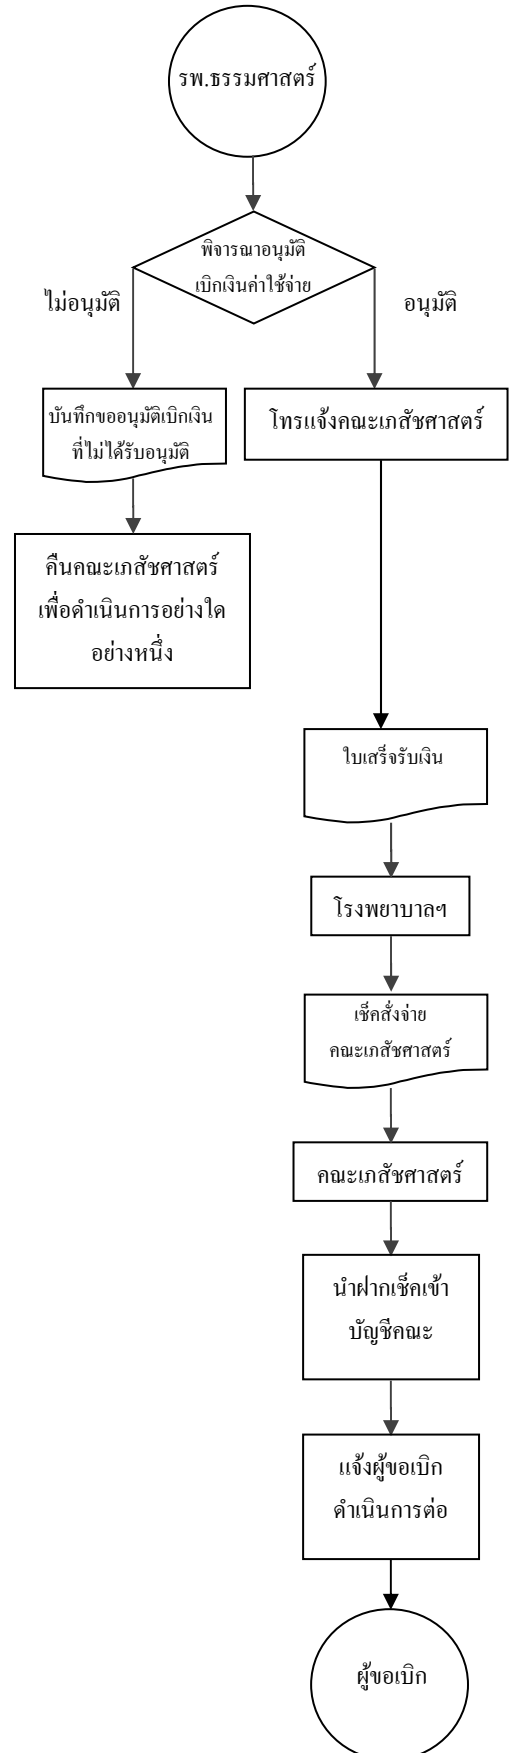 รพ.ธรรมศาสตร์
พิจารณาอนุมัติ
เบิกเงินค่าใช้จ่าย
ไม่อนุมัติ
อนุมัติ
บันทึกขออนุมัติเบิกเงิน
ที่ไม่ได้รับอนุมัติ
โทรแจ้งคณะเภสัชศาสตร์
คืนคณะเภสัชศาสตร์
เพื่อดำเนินการอย่างใด
อย่างหนึ่ง
ใบเสร็จรับเงิน
โรงพยาบาลฯ
เช็คสั่งจ่าย
คณะเภสัชศาสตร์
คณะเภสัชศาสตร์
นำฝากเช็คเข้า
บัญชีคณะ
แจ้งผู้ขอเบิก
ดำเนินการต่อ
ผู้ขอเบิก